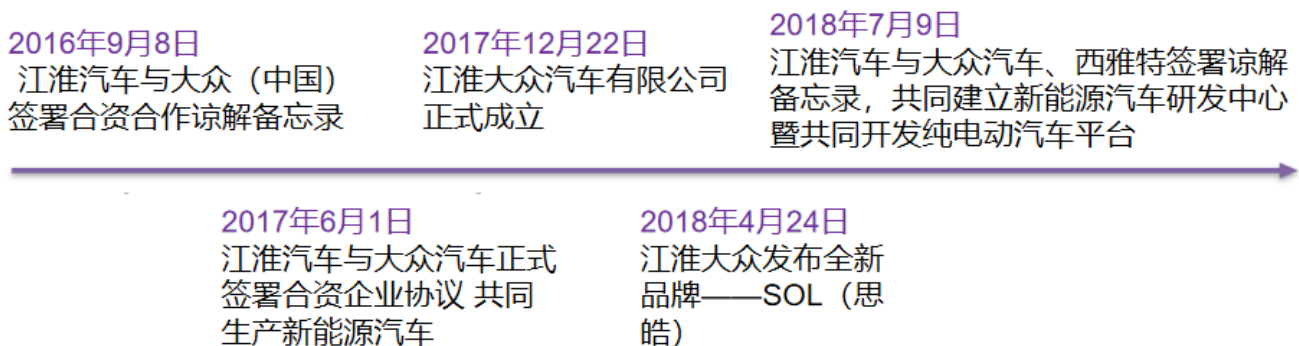 2016年9月8日
江淮汽车与大众（中国）
签署合资合作谅解备忘录
2017年12月22日
江淮大众汽车有限公司
正式成立
2018年7月9日
江淮汽车与大众汽车、西雅特签署谅解
备忘录，共同建立新能源汽车研发中心
暨共同开发纯电动汽车平台
2017年6月1日
江淮汽车与大众汽车正式
签署合资企业协议 共同
生产新能源汽车
2018年4月24日
江淮大众发布全新
品牌——SOL（思
皓）